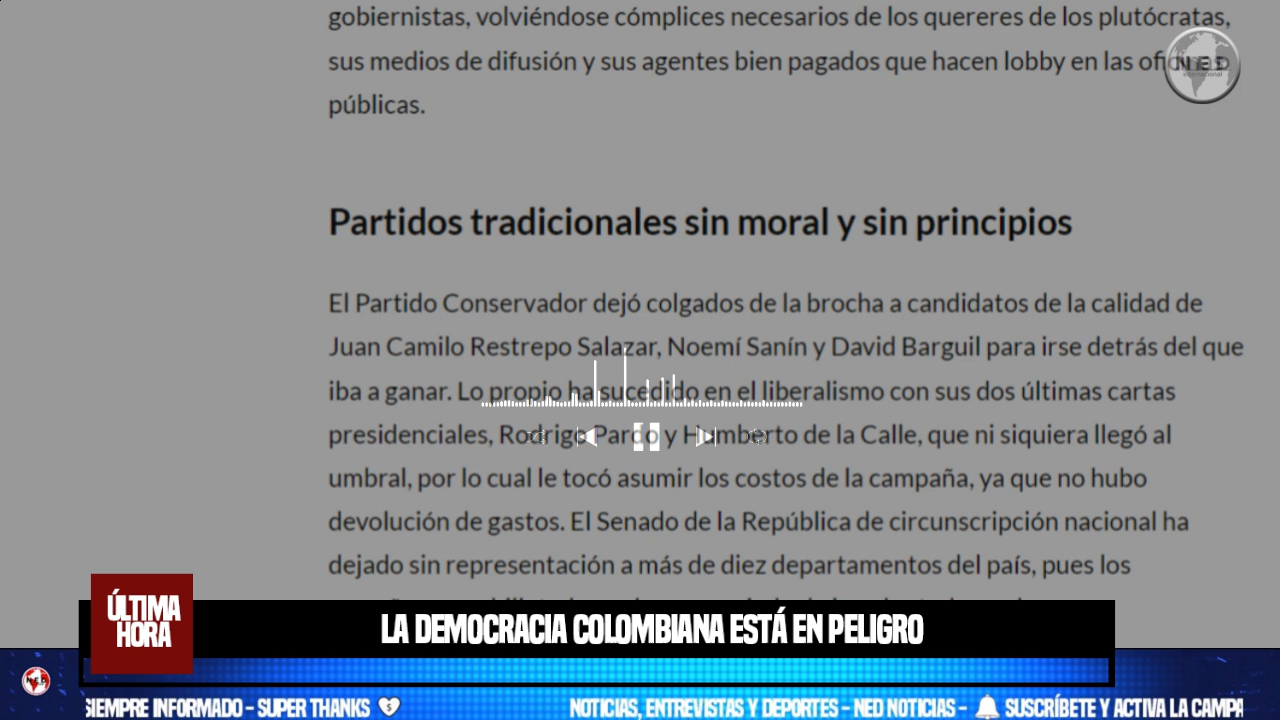 gobiernistas, volviéndose cómplices necesarios de los quereres de los plutócratas,
sus medios de difusión y sus agentes bien pagados que hacen lobby en las oficinas
públicas.
NED
international
Partidos tradicionales sin moral y sin principios
El Partido Conservador dejó colgados de la brocha a candidatos de la calidad de
Juan Camilo Restrepo Salazar, Noemí Sanín y David Barguil para irse detrás del que
iba a ganar. Lo propio ha sucedido en el liberalismo con sus dos últimas cartas
presidenciales, Rodrigo Pardo y Humberto de la Calle, que ni siquiera llegó al
umbral, por lo cual le tocó asumir los costos de la campaña, ya que no hubo
devolución de gastos. El Senado de la República de circunscripción nacional ha
dejado sin representación a más de diez departamentos del país, pues los
ÚLTIMA
HORA
LA DEMOCRACIA COLOMBIANA ESTÁ EN PELIGRO
NED
SIEMPRE INFORMADO - SUPER THANKS NOTICIAS, ENTREVISTAS Y DEPORTES - NED NOTICIAS - SUSCRÍBETE Y ACTIVA LA CAMPA